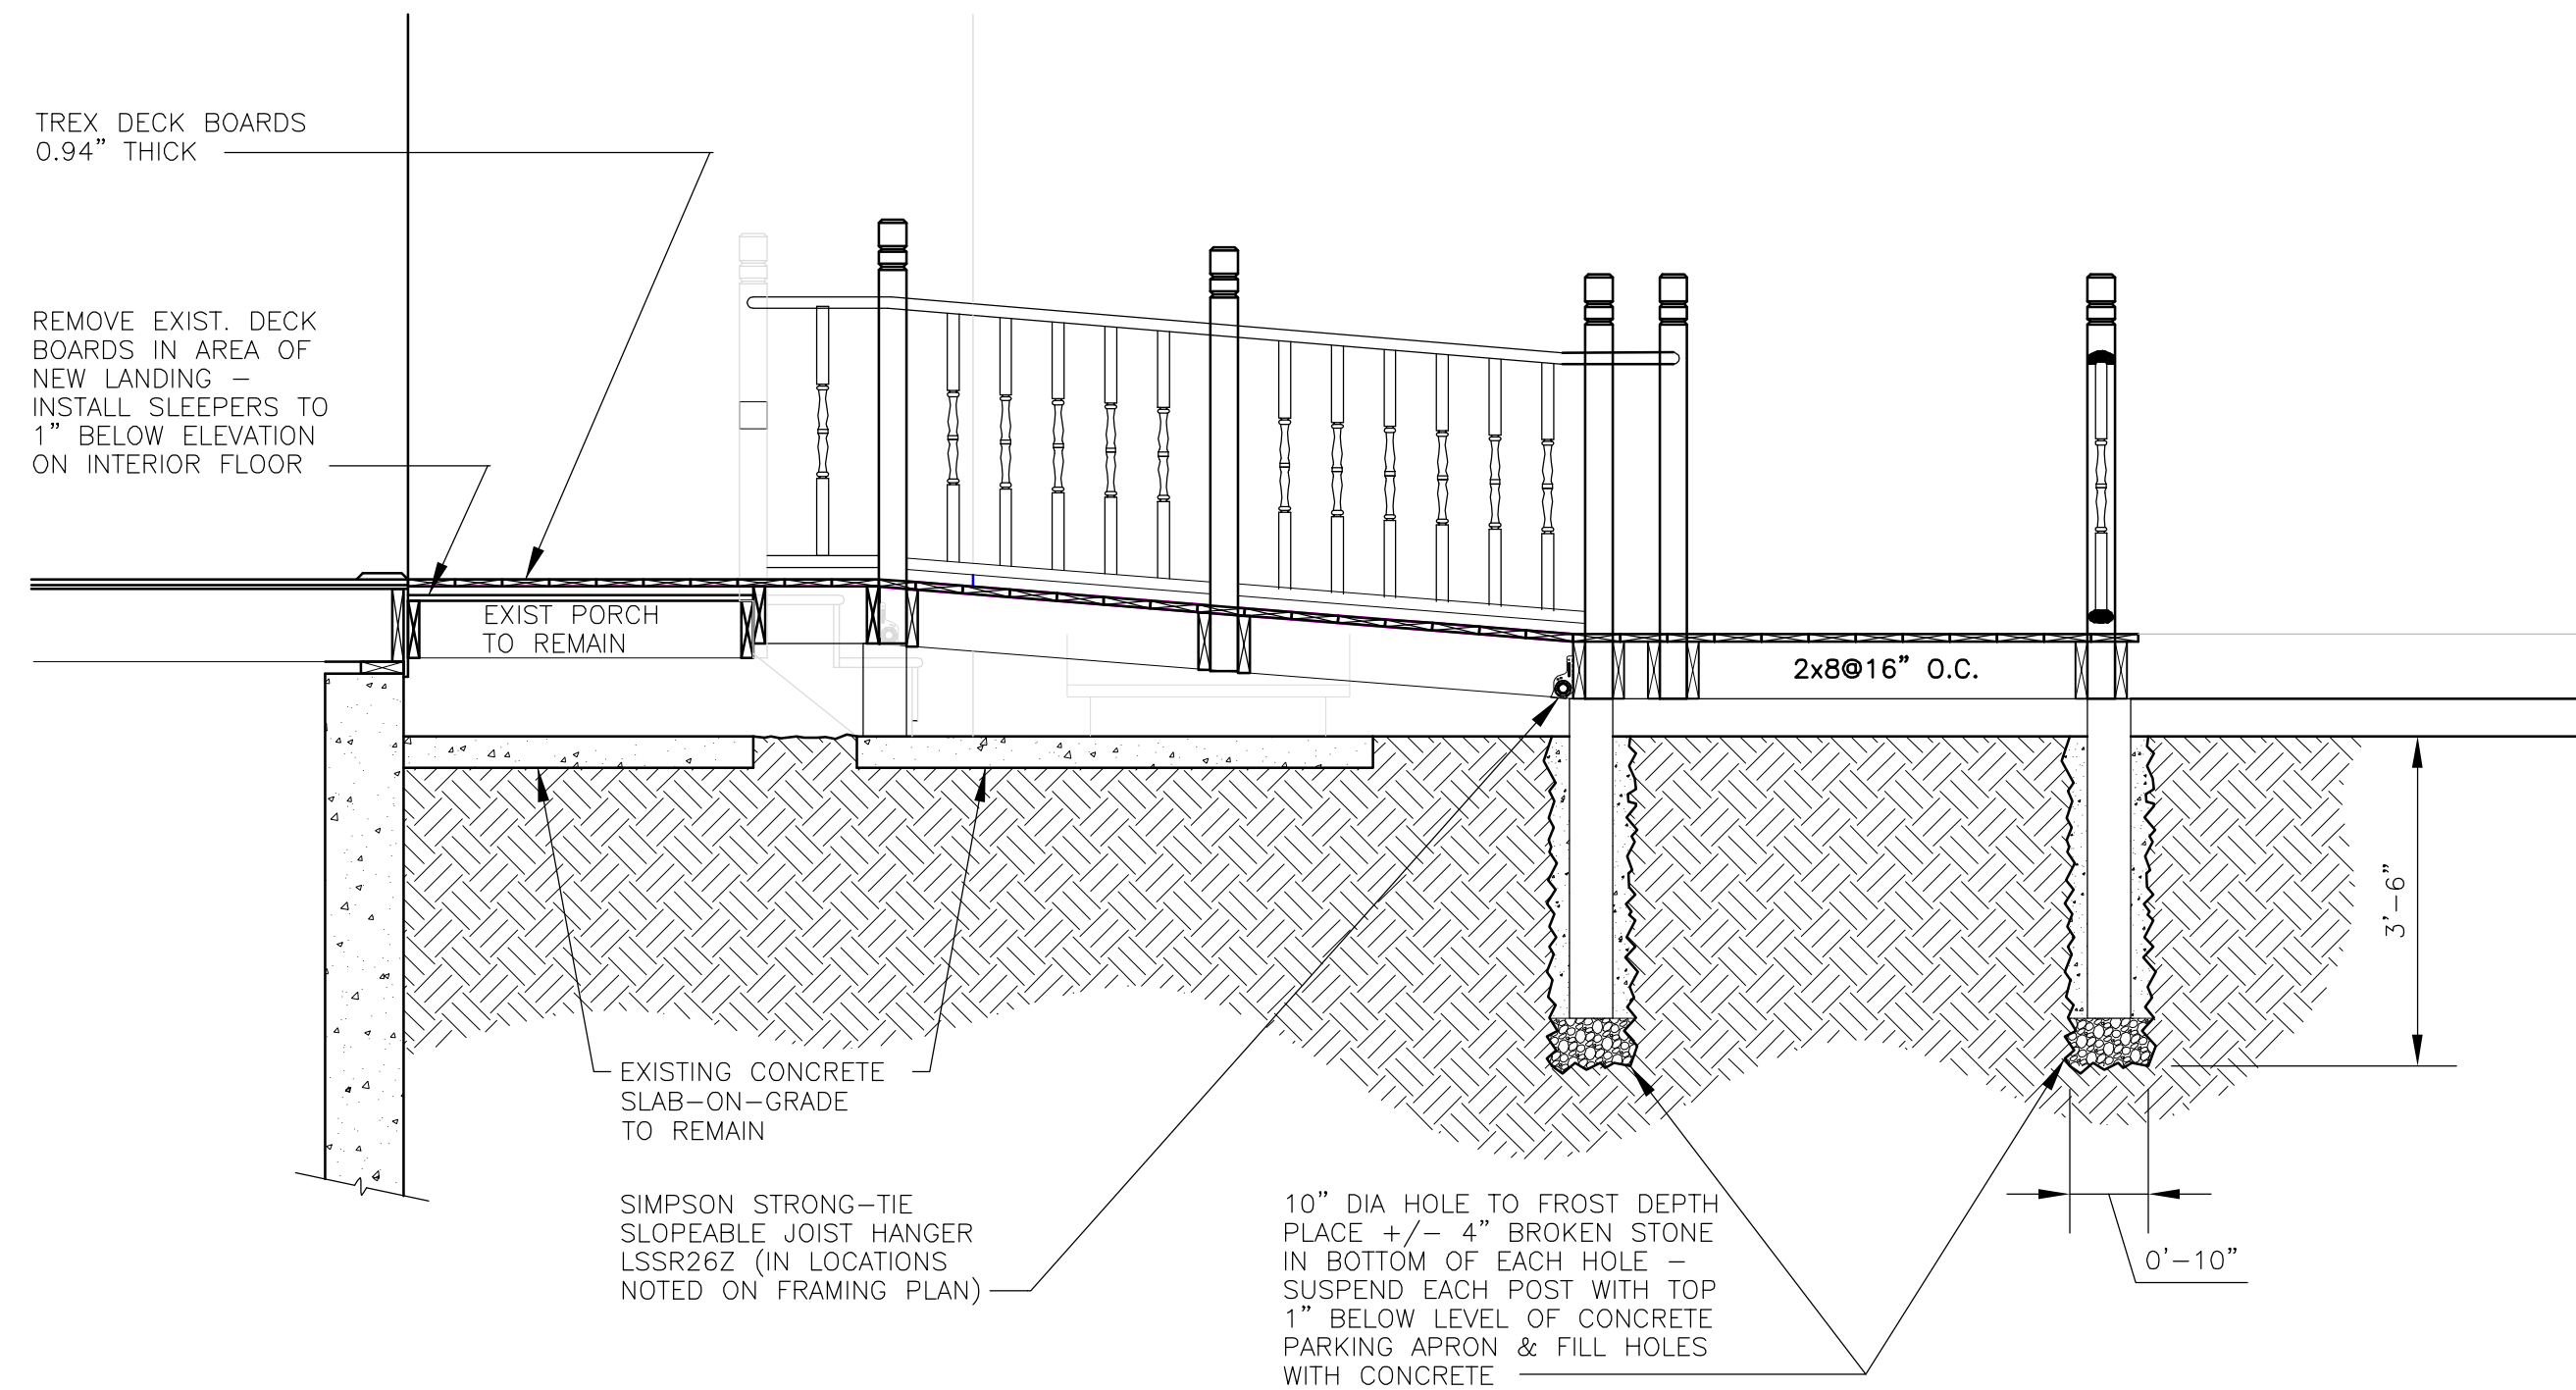 TREX DECK BOARDS
0.94” THICK
REMOVE EXIST. DECK
BOARDS IN AREA OF
NEW LANDING –
INSTALL SLEEPERS TO
1” BELOW ELEVATION
ON INTERIOR FLOOR
EXIST PORCH
TO REMAIN
2x8@16” O.C.
3’–6”
EXISTING CONCRETE
SLAB–ON–GRADE
TO REMAIN
SIMPSON STRONG–TIE
SLOPEABLE JOIST HANGER
LSSR26Z (IN LOCATIONS
NOTED ON FRAMING PLAN)
10” DIA HOLE TO FROST DEPTH
PLACE +/– 4” BROKEN STONE
IN BOTTOM OF EACH HOLE –
SUSPEND EACH POST WITH TOP
1” BELOW LEVEL OF CONCRETE
PARKING APRON & FILL HOLES
WITH CONCRETE
0’–10”